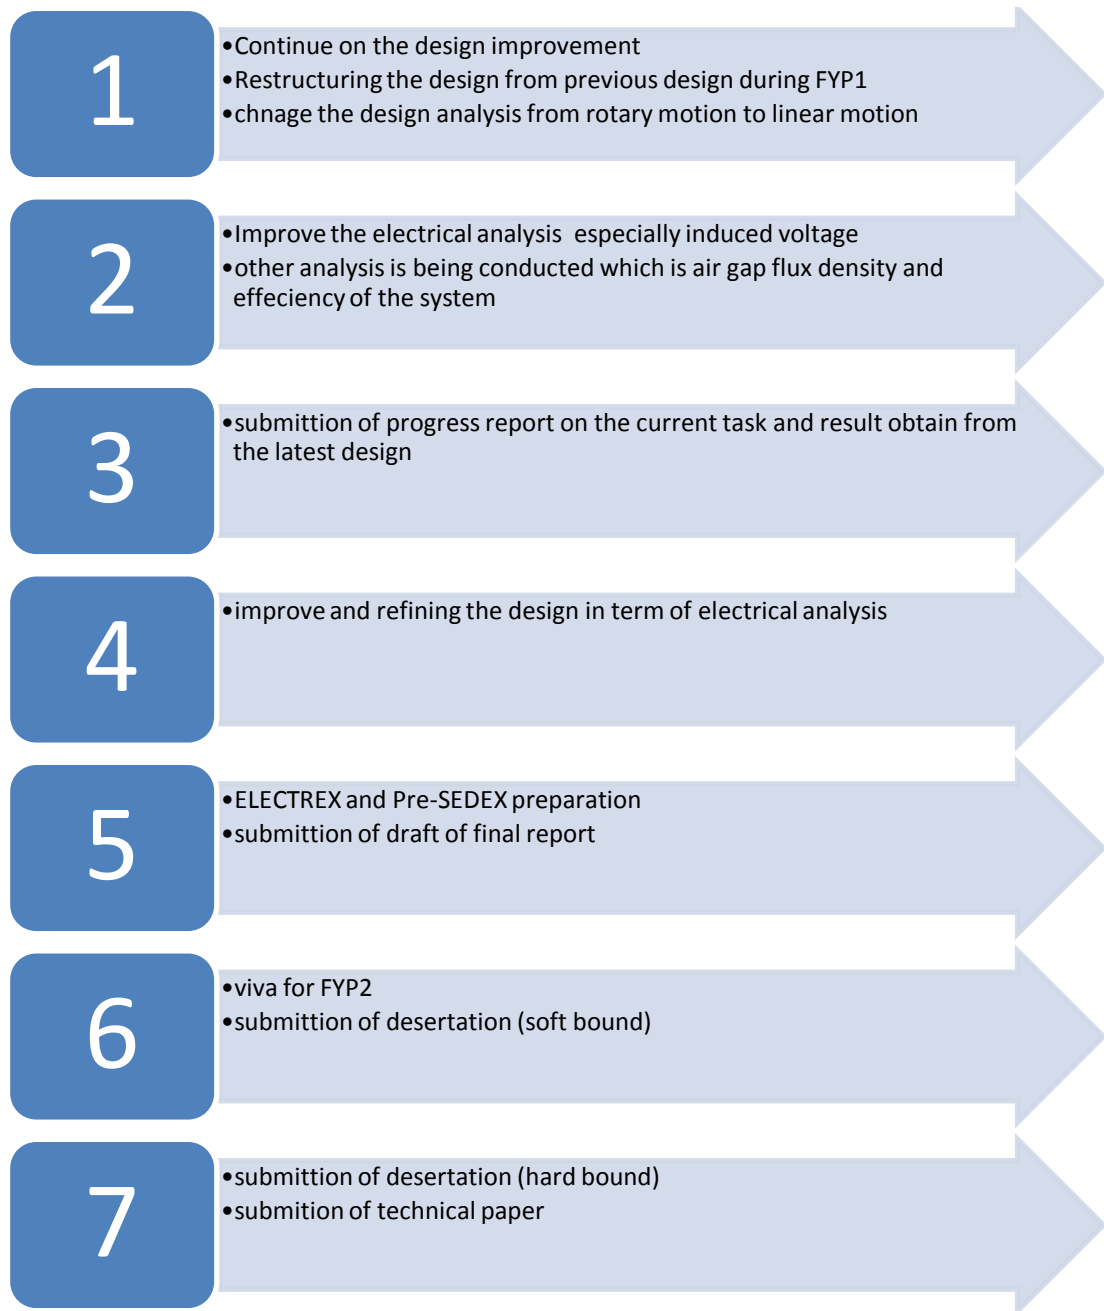 1
•Continue on the design improvement
•Restructuring the design from previous design during FYP1
•chnage the design analysis from rotary motion to linear motion
2
•Improve the electrical analysis  especially induced voltage
•other analysis is being conducted which is air gap flux density and
effeciency of the system
3
•submittion of progress report on the current task and result obtain from
the latest design
4
•improve and refining the design in term of electrical analysis
5
•ELECTREX and Pre-SEDEX preparation
•submittion of draft of final report
6
•viva for FYP2
•submittion of desertation (soft bound)
7
•submittion of desertation (hard bound)
•submition of technical paper